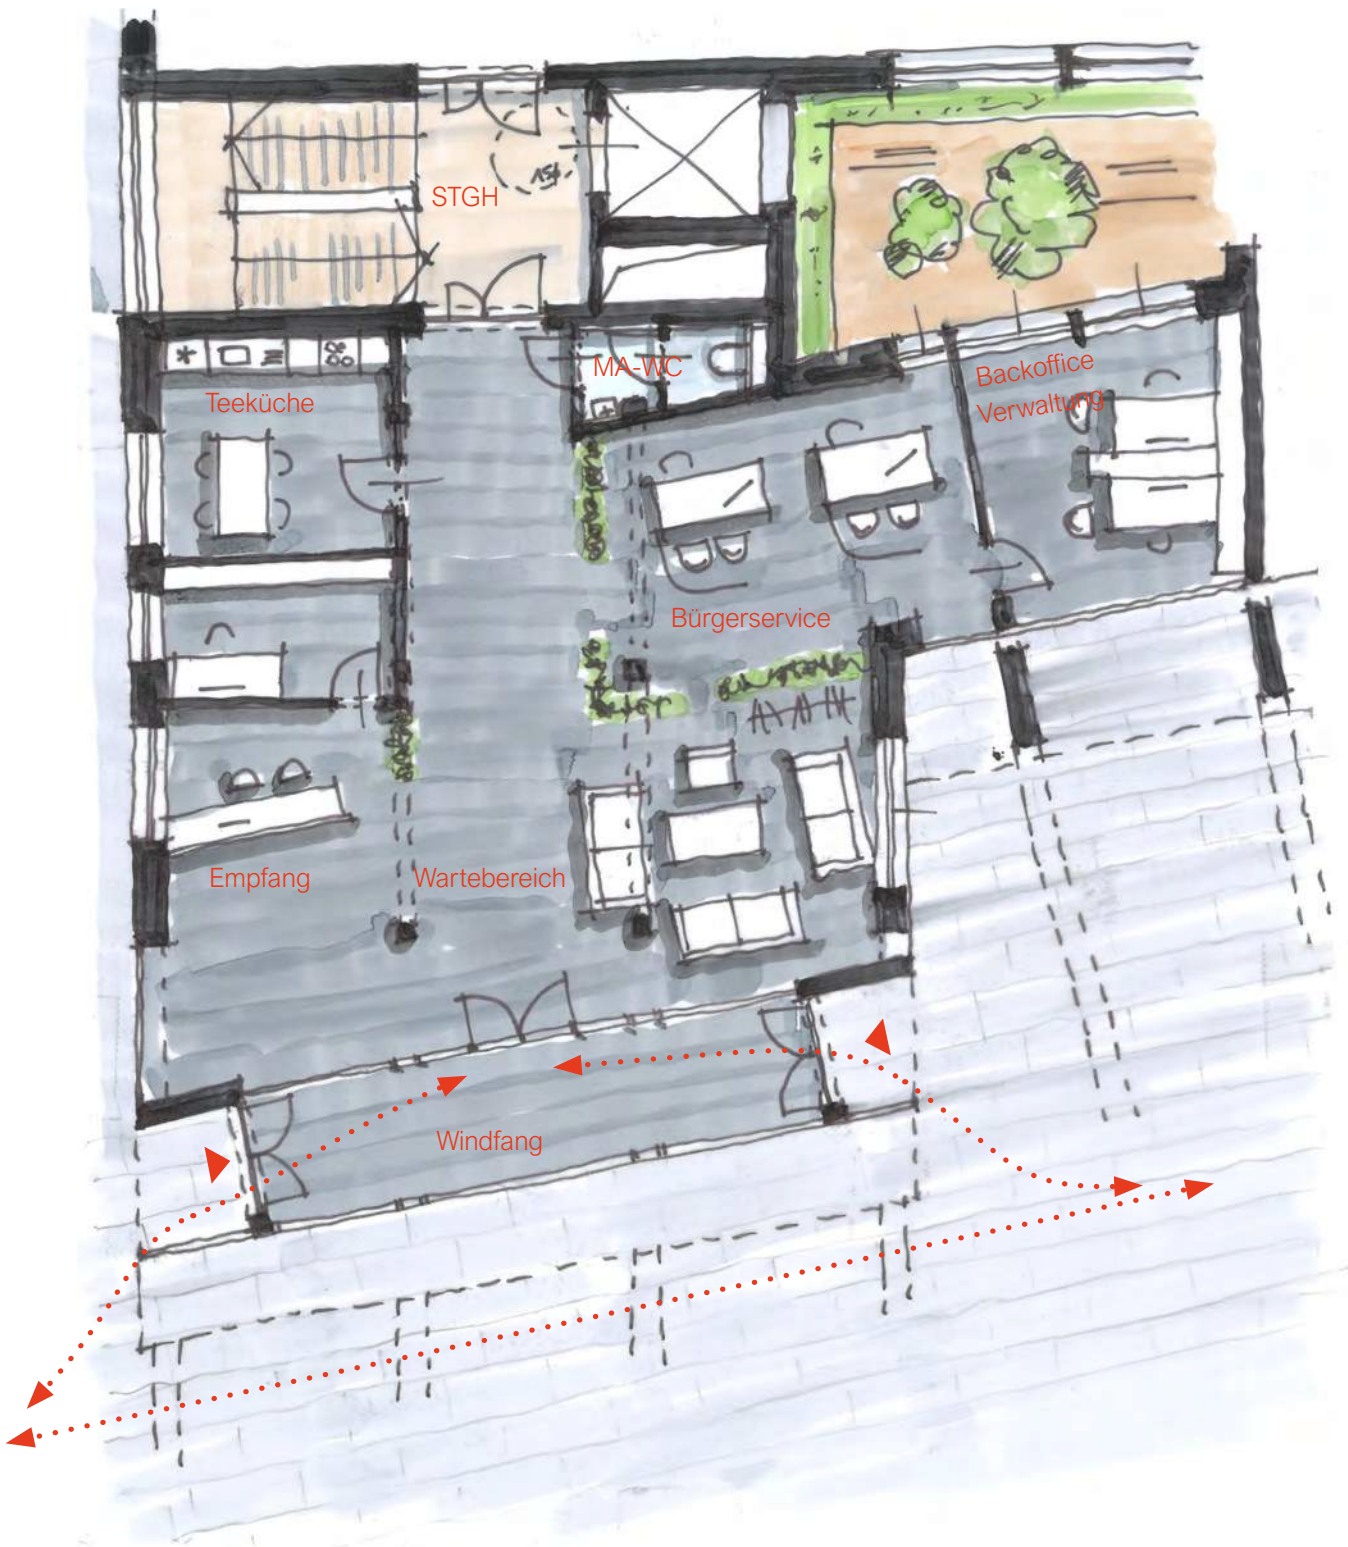 STGH
MA-WC
Backoffice
Verwaltung
Teeküche
Bürgerservice
Empfang
Wartebereich
Windfang